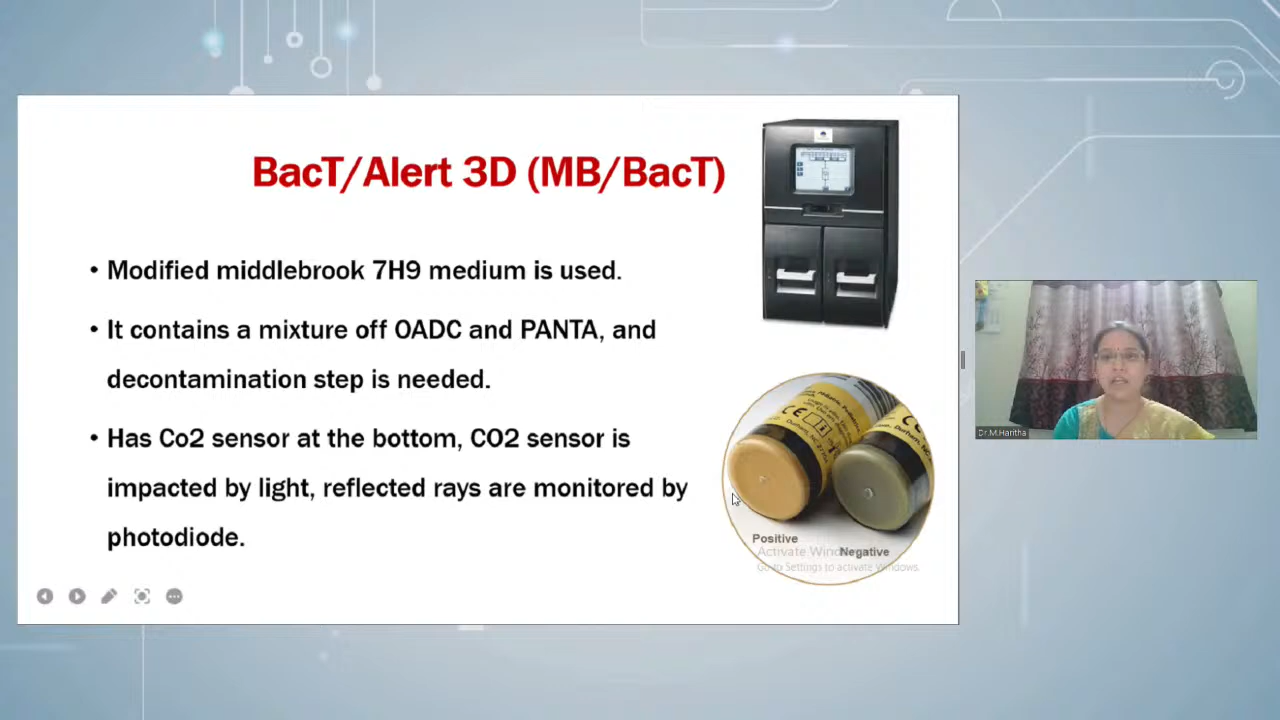 BacT/Alert 3D (MB/BacT)
• Modified middlebrook 7H9 medium is used.
• It contains a mixture off OADC and PANTA, and
decontamination step is needed.
• Has Co2 sensor at the bottom, CO2 sensor is
impacted by light, reflected rays are monitored by
photodiode.
Positive
Negative
Activate Windows
Go to Settings to activate Windows.
Dr.M.Haritha